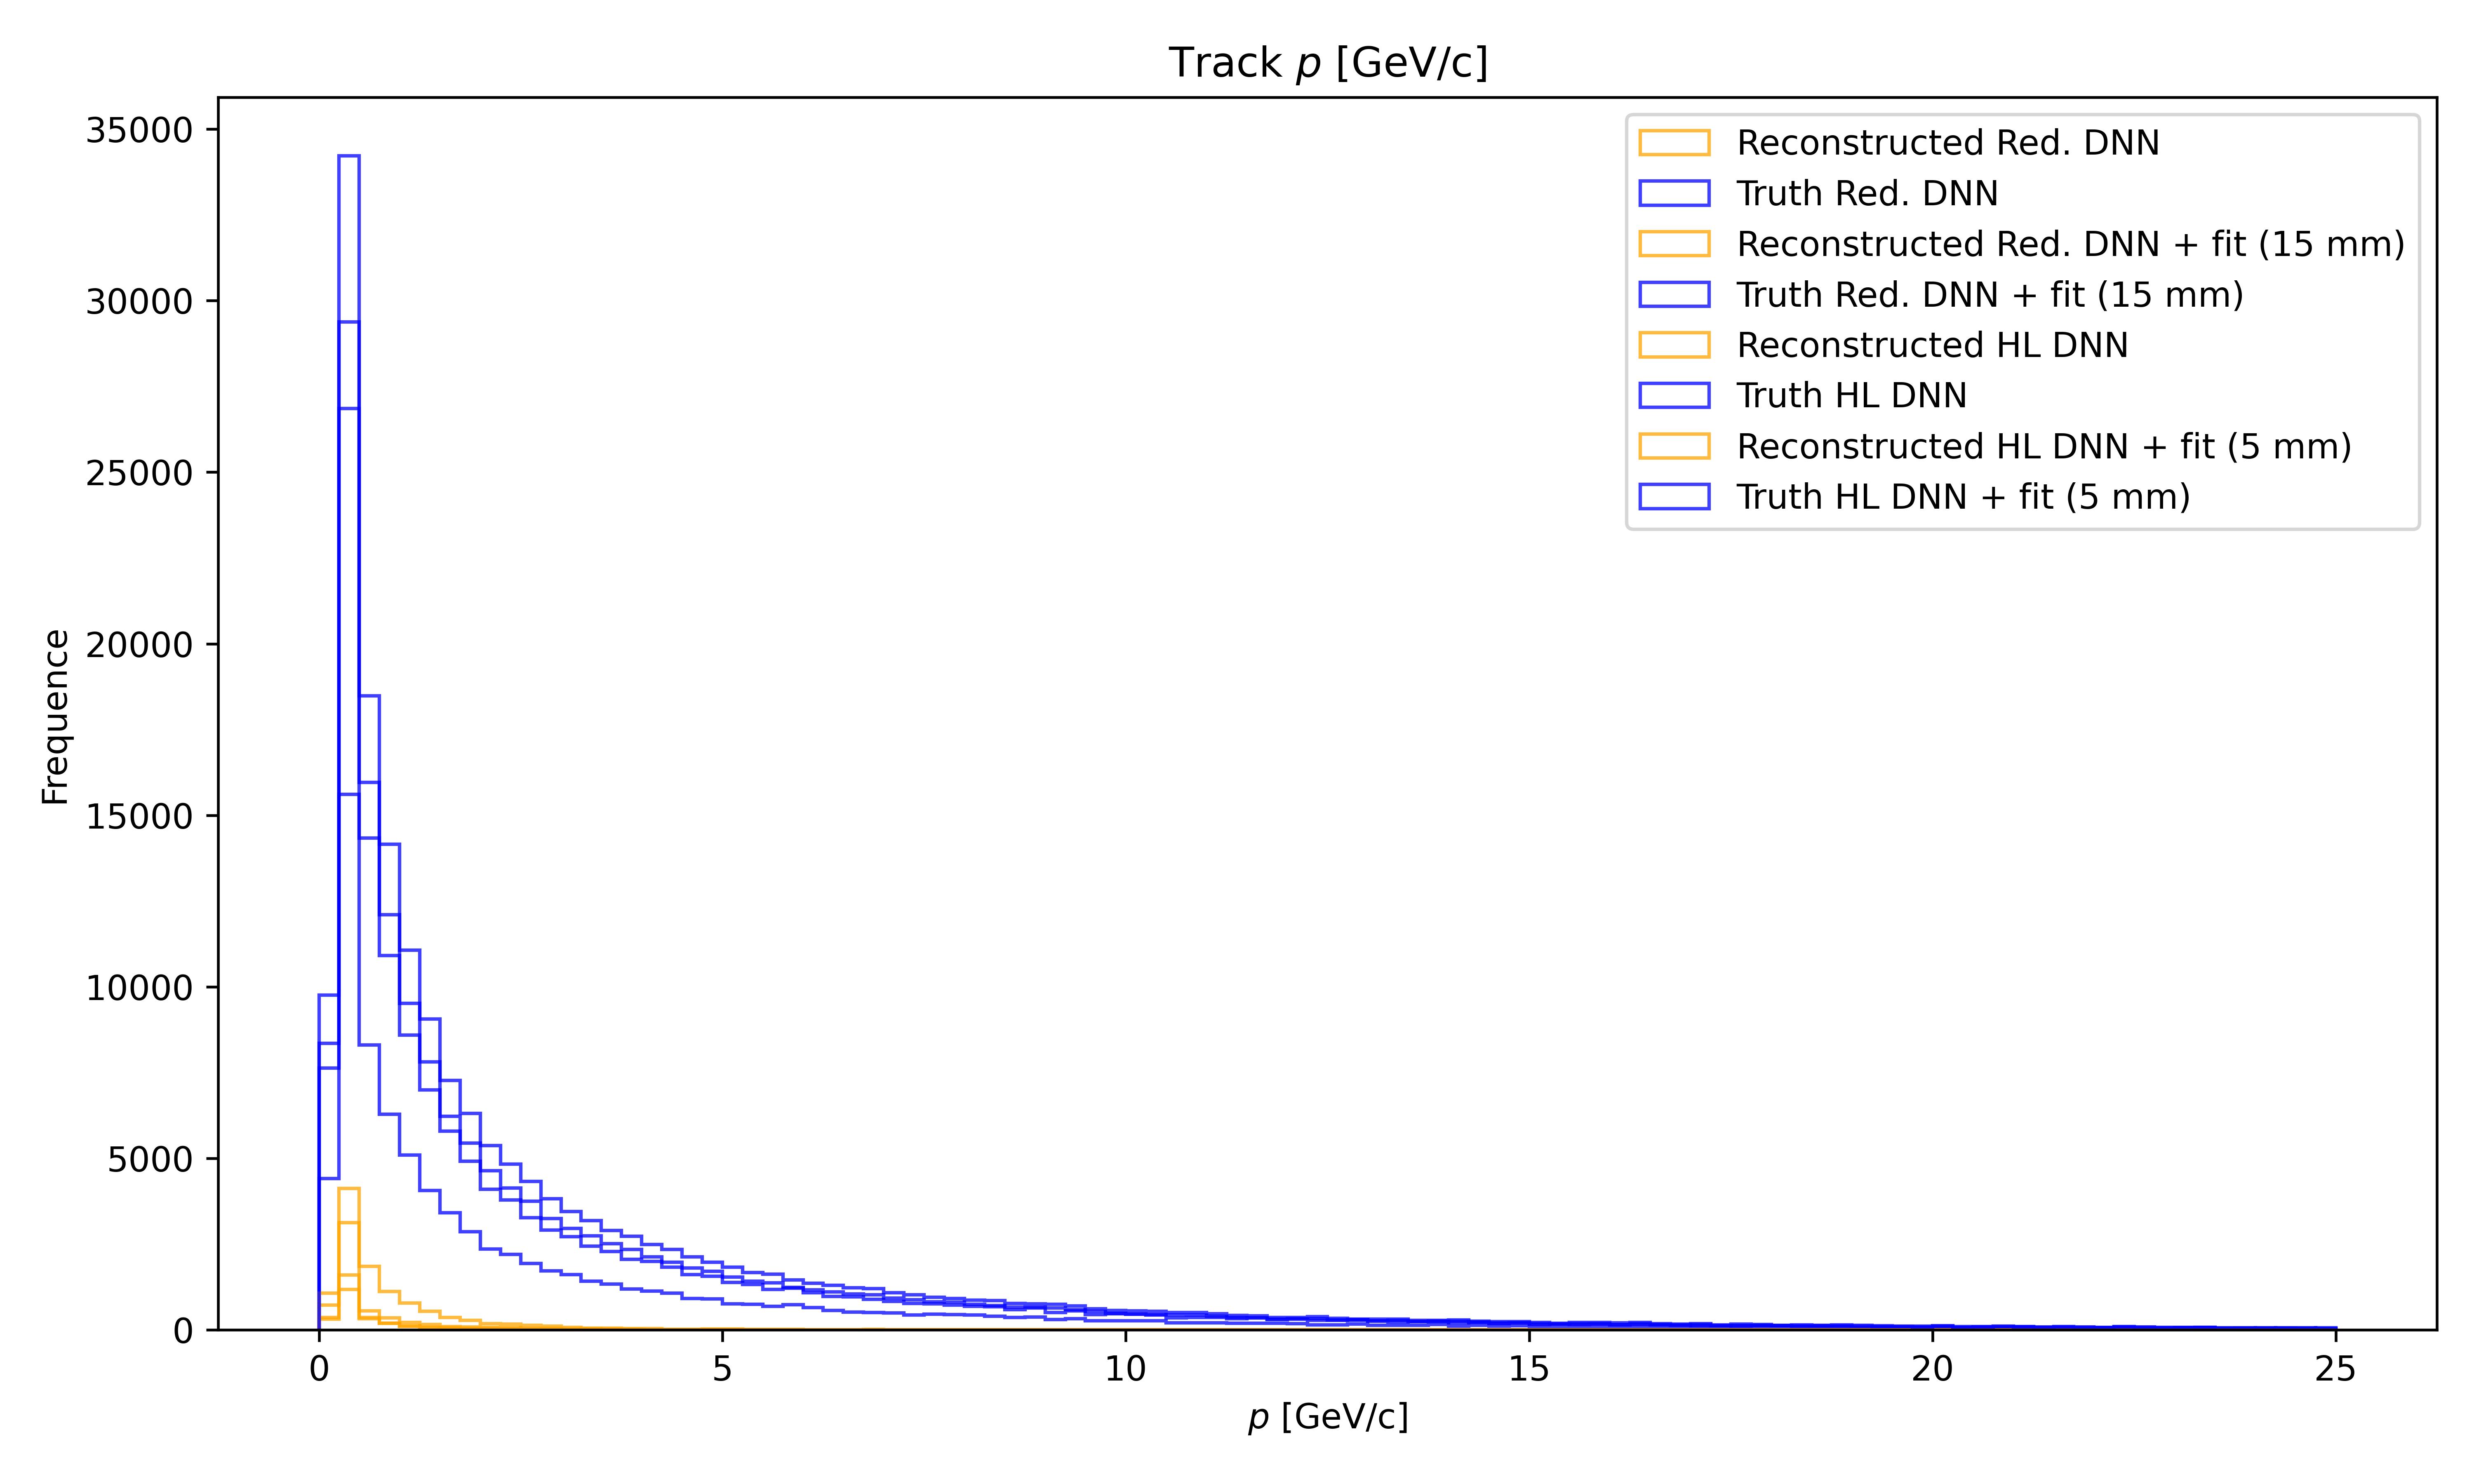 Track p [GeV/c]
35000
30000
25000
20000
15000
10000
5000
0
Frequence
Reconstructed Red. DNN
Truth Red. DNN
Reconstructed Red. DNN + fit (15 mm)
Truth Red. DNN + fit (15 mm)
Reconstructed HL DNN
Truth HL DNN
Reconstructed HL DNN + fit (5 mm)
Truth HL DNN + fit (5 mm)
0 5 10 15 20 25
p [GeV/c]